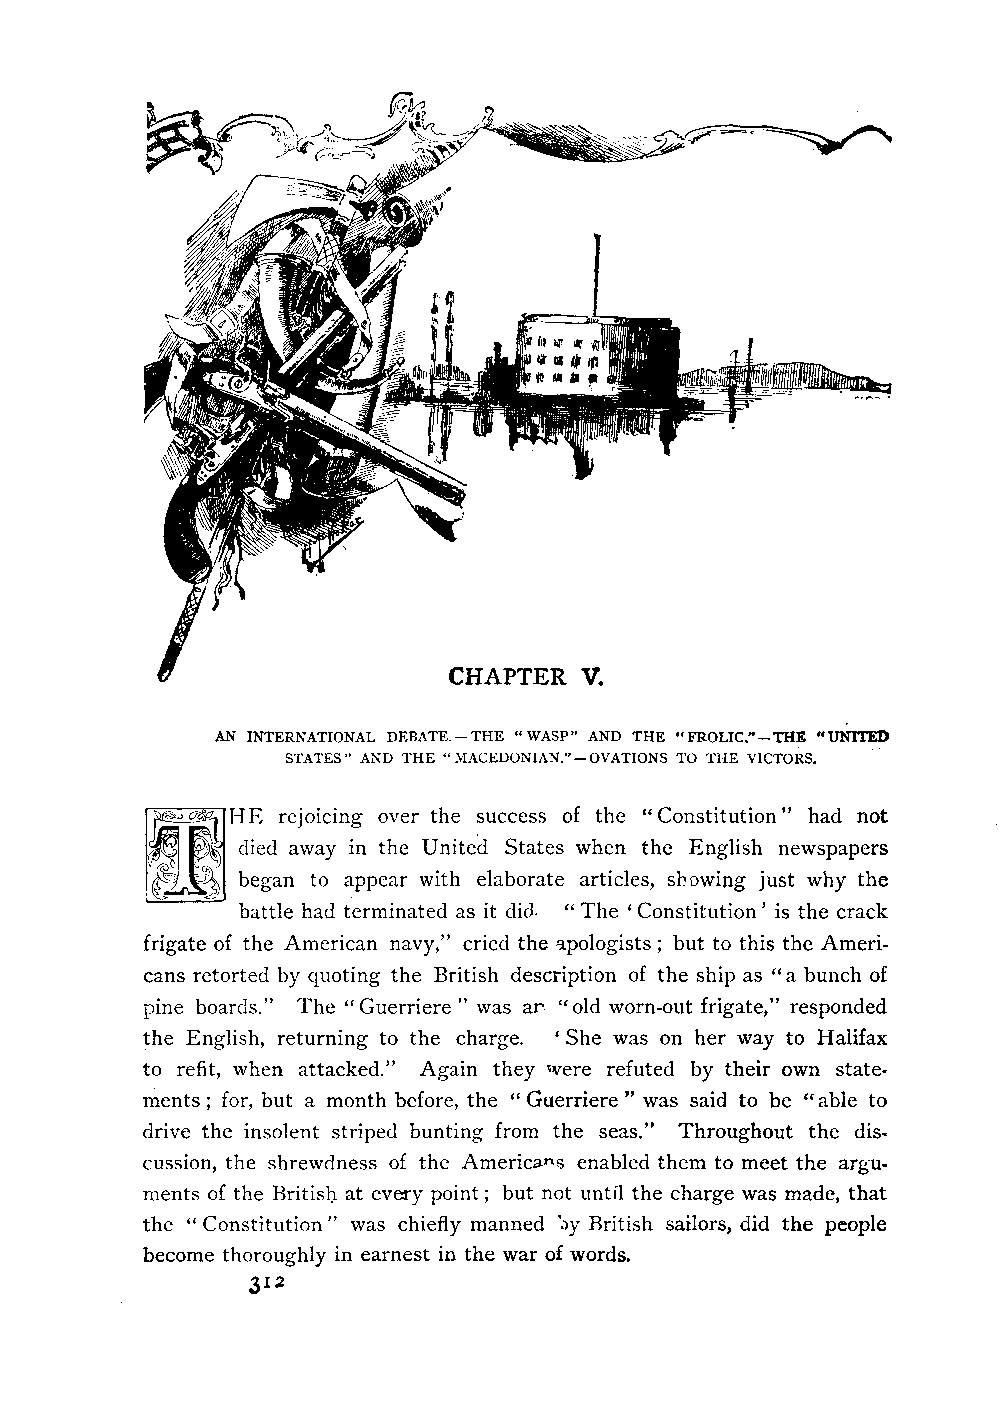 CHAPTER V.
AN INTERNATIONAL DEBATE.—THE "WASP" AND THE "FROLIC."—THE "UNITED
STATES" AND THE "MACEDONIAN."—OVATIONS TO THE VICTORS.
THE rejoicing over the success of the "Constitution" had not
died away in the United States when the English newspapers
began to appear with elaborate articles, showing just why the
battle had terminated as it did. "The 'Constitution' is the crack
frigate of the American navy," cried the apologists; but to this the Ameri-
cans retorted by quoting the British description of the ship as "a bunch of
pine boards." The "Guerriere" was an "old worn-out frigate," responded
the English, returning to the charge. 'She was on her way to Halifax
to refit, when attacked." Again they were refuted by their own state-
ments; for, but a month before, the "Guerriere" was said to be "able to
drive the insolent striped bunting from the seas." Throughout the dis-
cussion, the shrewdness of the Americans enabled them to meet the argu-
ments of the British at every point; but not until the charge was made, that
the "Constitution" was chiefly manned by British sailors, did the people
become thoroughly in earnest in the war of words.
312